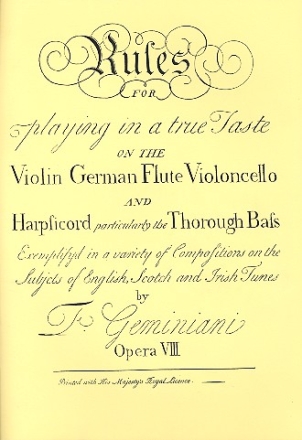 Rules
FOR
playing in a true Taste
ON THE
Violin German Flute Violoncello
AND
Harpsicord particularly the Thorough Baſs
Exemplify'd in a variety of Compositions on the
Subjects of English, Scotch and Irish Tunes
by
F. Geminiani
Opera VIII
Printed with His Majesty's Royal Licence.